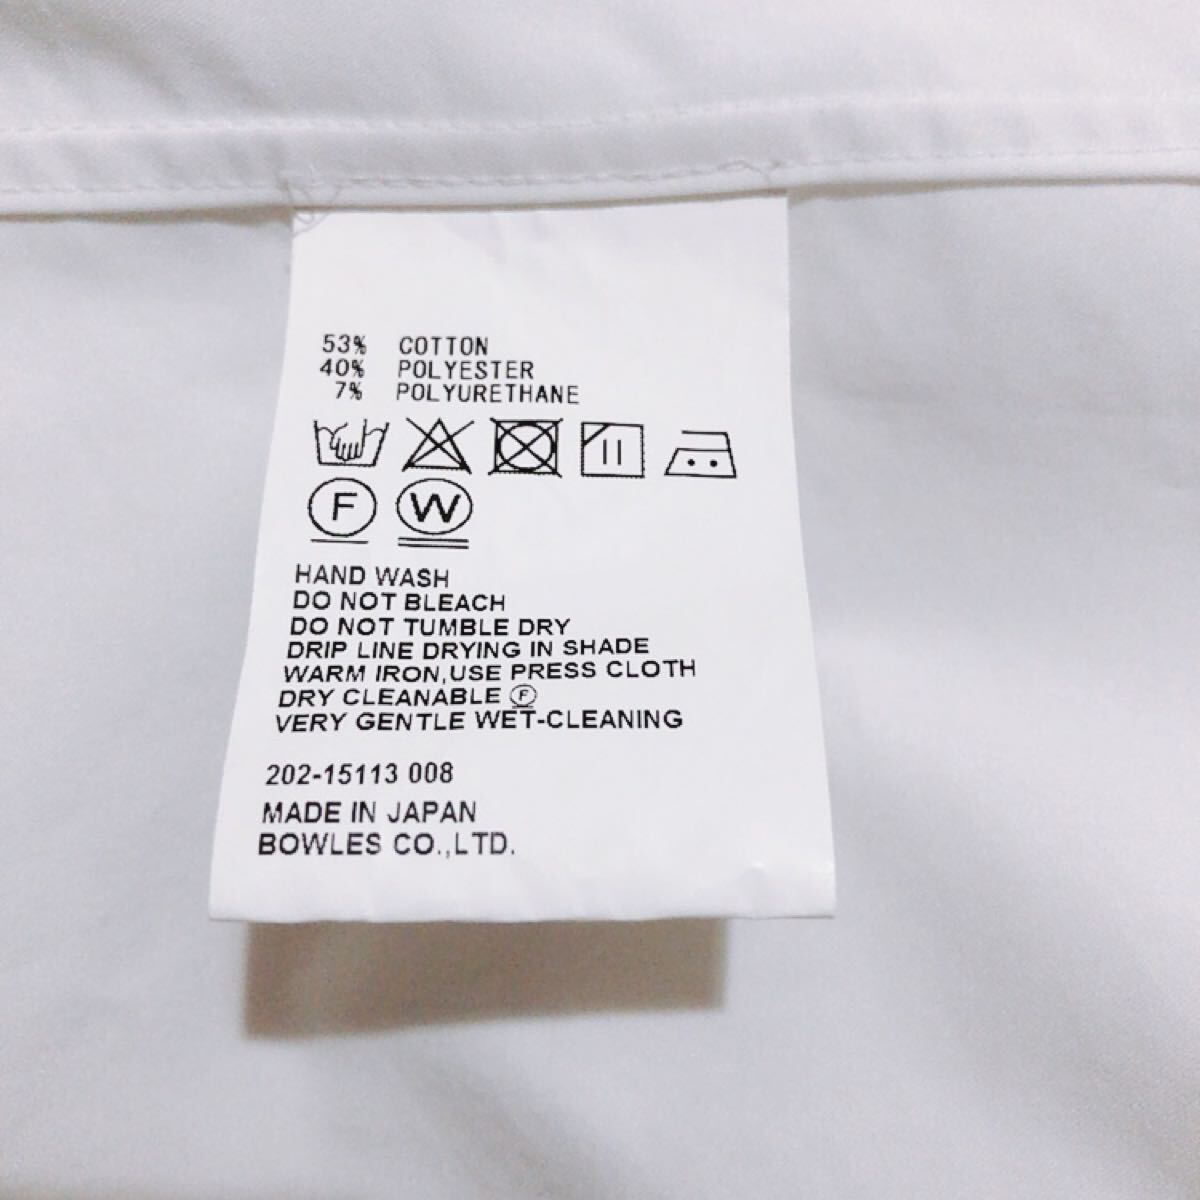 53% COTTON
40% POLYESTER
7% POLYURETHANE
F W
HAND WASH
DO NOT BLEACH
DO NOT TUMBLE DRY
DRIP LINE DRYING IN SHADE
WARM IRON,USE PRESS CLOTH
DRY CLEANABLE Ⓕ
VERY GENTLE WET-CLEANING
202-15113 008
MADE IN JAPAN
BOWLES CO.,LTD.